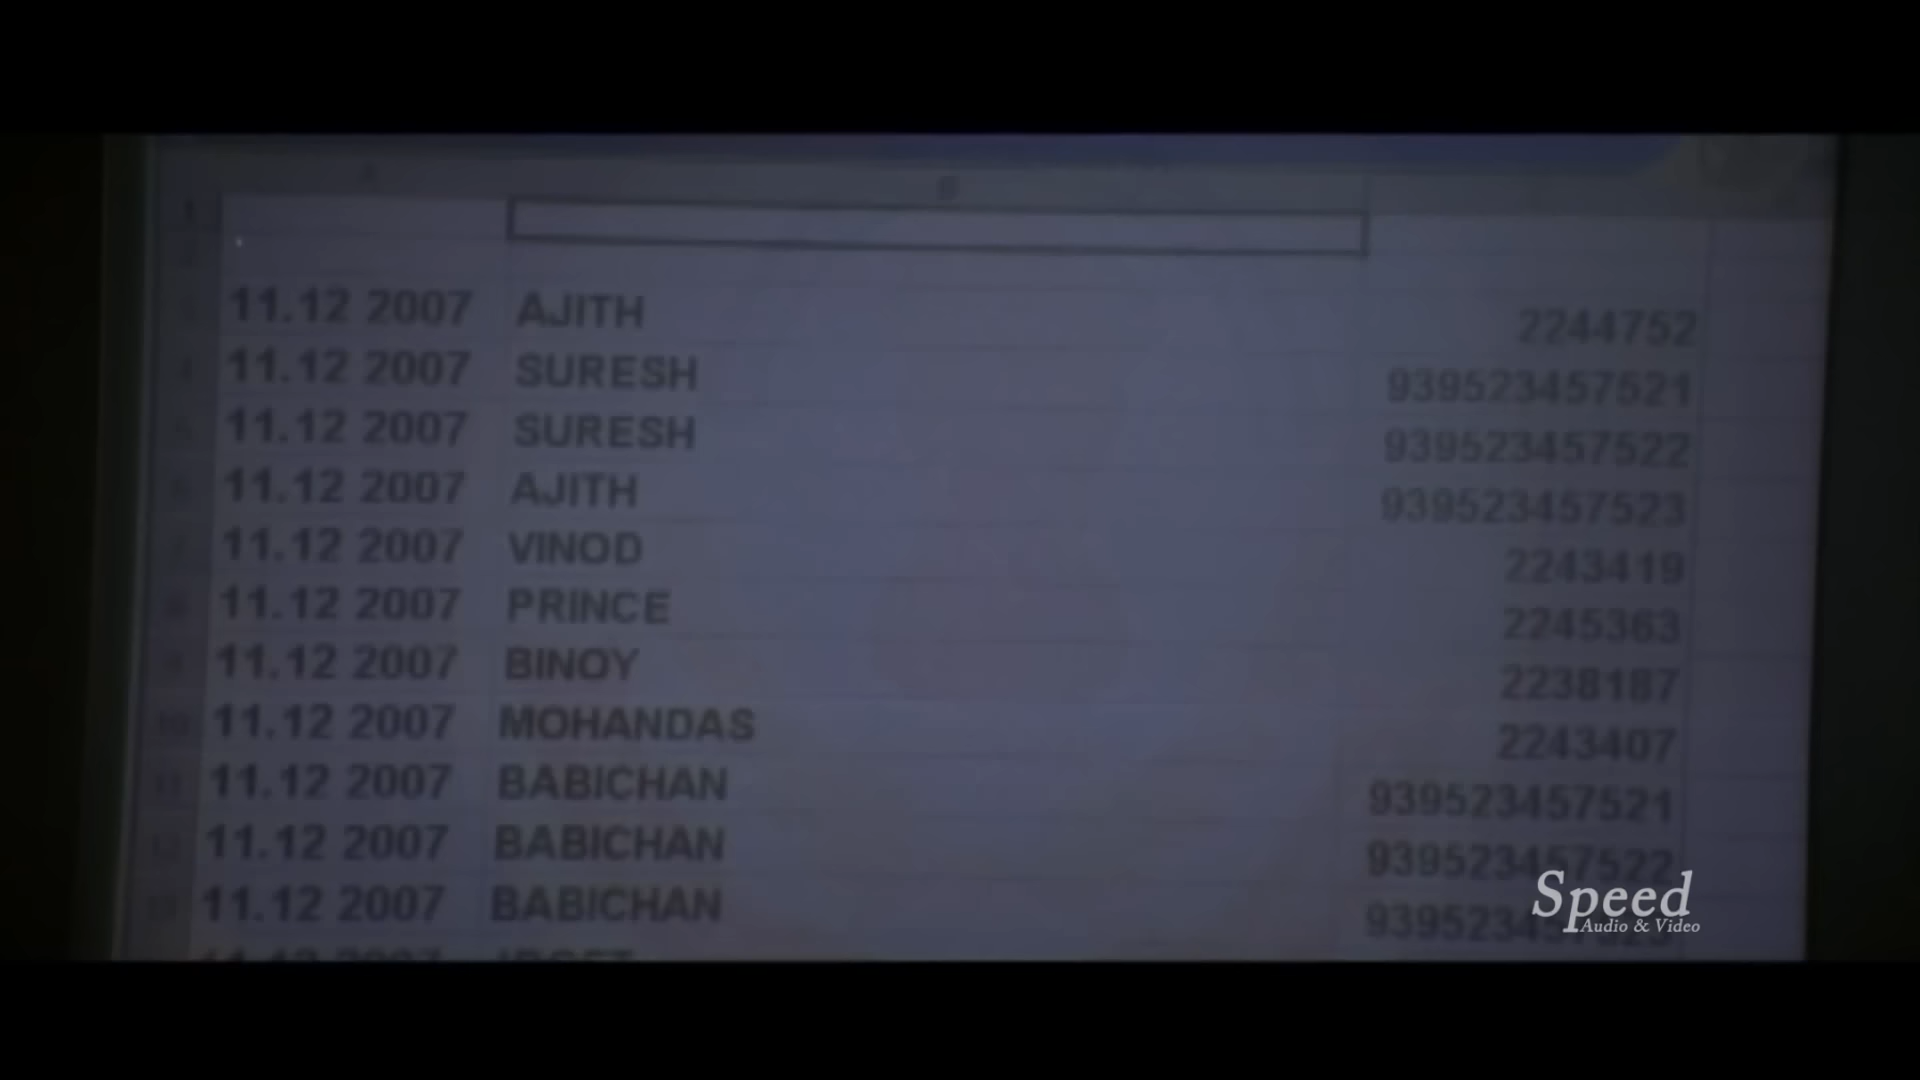 11.12 2007 AJITH 2244752
11.12 2007 SURESH 939523457521
11.12 2007 SURESH 939523457522
11.12 2007 AJITH 939523457523
11.12 2007 VINOD 2243419
11.12 2007 PRINCE 2245363
11.12 2007 BINOY 2238187
11.12 2007 MOHANDAS 2243407
11.12 2007 BABICHAN 939523457521
11.12 2007 BABICHAN 939523457522
11.12 2007 BABICHAN
Speed
Audio & Video